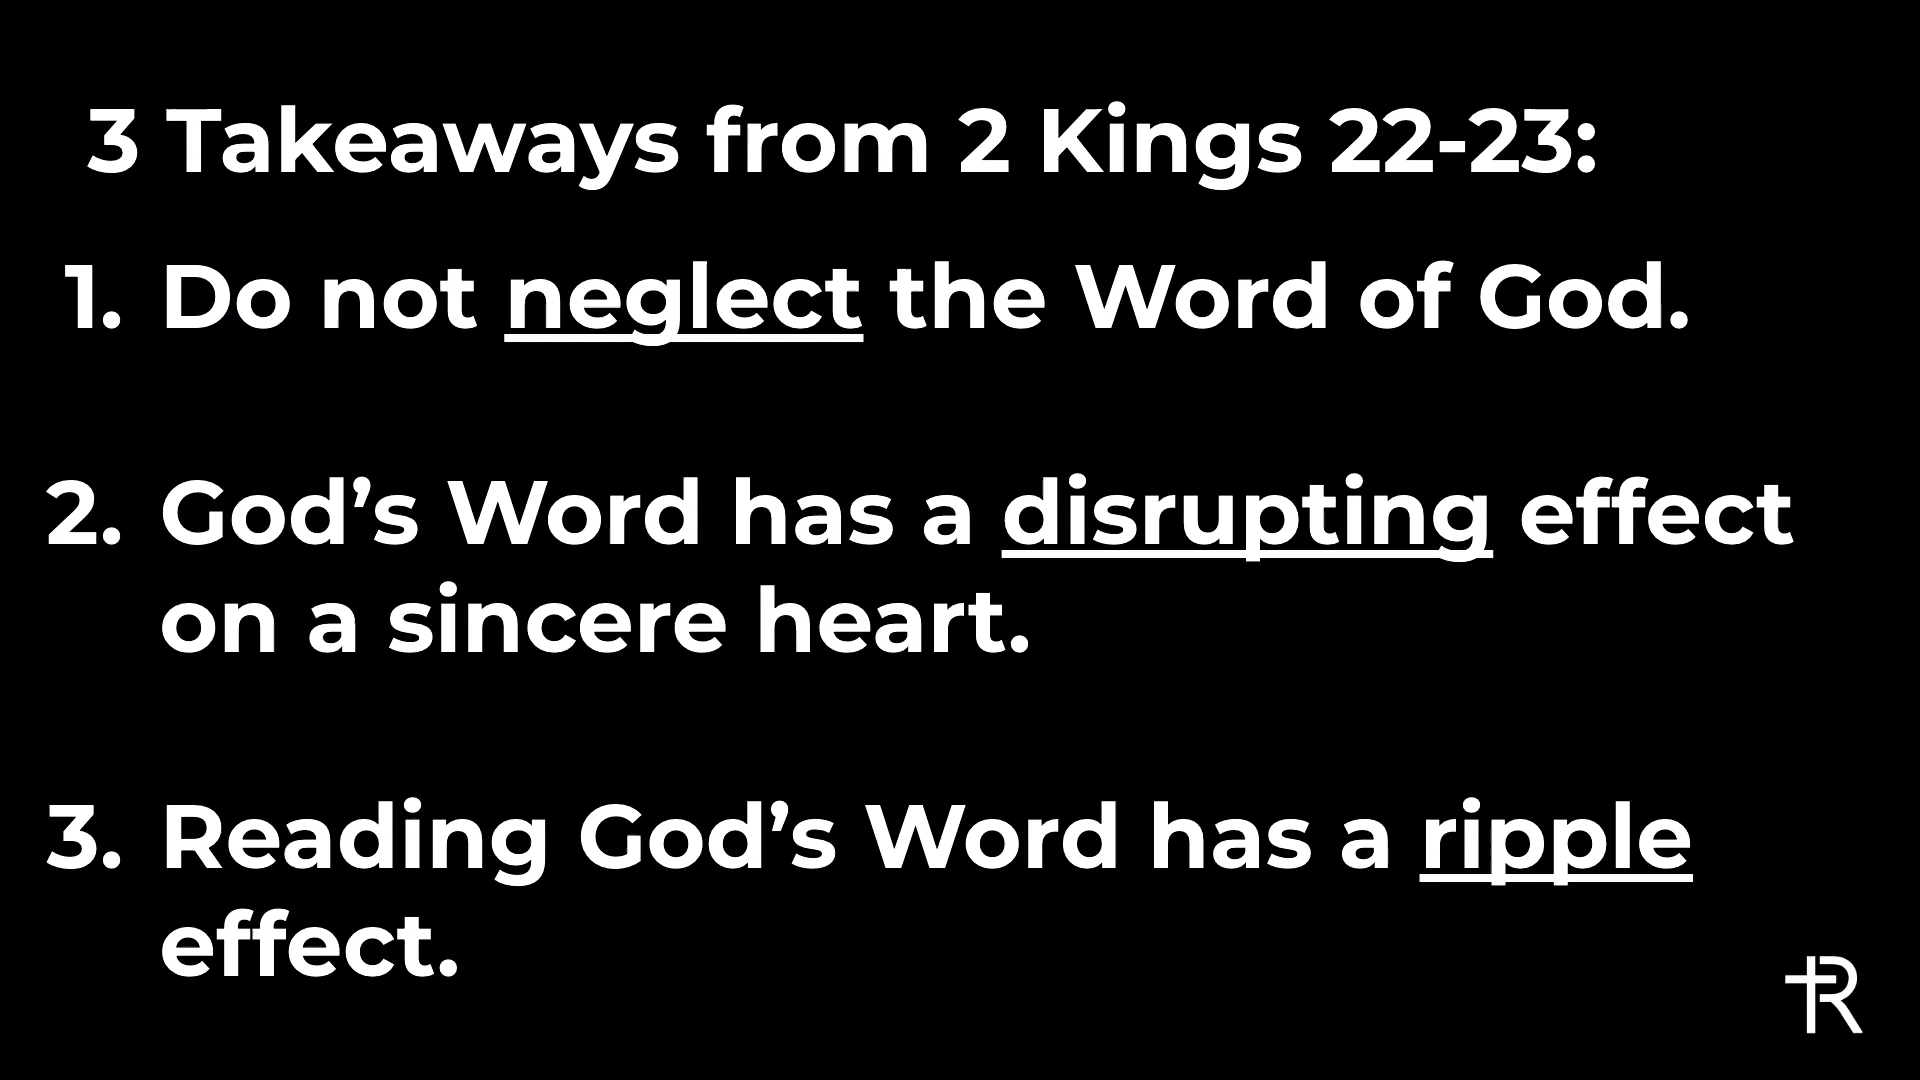 3 Takeaways from 2 Kings 22-23:
1. Do not neglect the Word of God.
2. God’s Word has a disrupting effect
on a sincere heart.
3. Reading God’s Word has a ripple
effect.
R